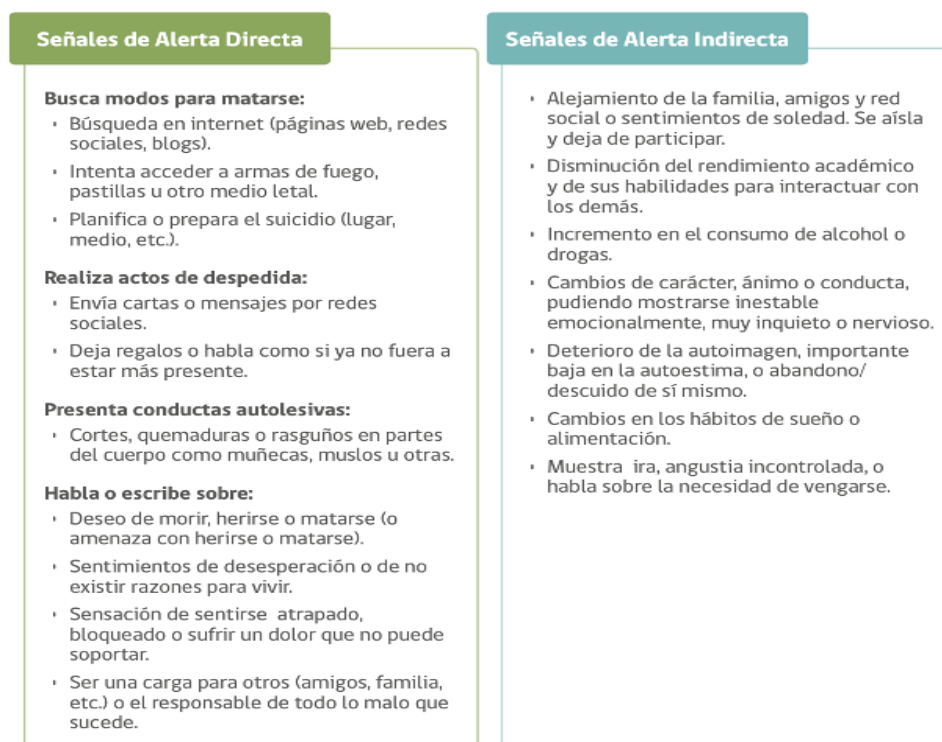 Señales de Alerta Directa
Busca modos para matarse:
· Búsqueda en internet (páginas web, redes
sociales, blogs).
· Intenta acceder a armas de fuego,
pastillas u otro medio letal.
· Planifica o prepara el suicidio (lugar,
medio, etc.).
Realiza actos de despedida:
· Envía cartas o mensajes por redes
sociales.
· Deja regalos o habla como si ya no fuera a
estar más presente.
Presenta conductas autolesivas:
· Cortes, quemaduras o rasguños en partes
del cuerpo como muñecas, muslos u otras.
Habla o escribe sobre:
· Deseo de morir, herirse o matarse (o
amenaza con herirse o matarse).
· Sentimientos de desesperación o de no
existir razones para vivir.
· Sensación de sentirse atrapado,
bloqueado o sufrir un dolor que no puede
soportar.
· Ser una carga para otros (amigos, familia,
etc.) o el responsable de todo lo malo que
sucede.
Señales de Alerta Indirecta
· Alejamiento de la familia, amigos y red
social o sentimientos de soledad. Se aísla
y deja de participar.
· Disminución del rendimiento académico
y de sus habilidades para interactuar con
los demás.
· Incremento en el consumo de alcohol o
drogas.
· Cambios de carácter, ánimo o conducta,
pudiendo mostrarse inestable
emocionalmente, muy inquieto o nervioso.
· Deterioro de la autoimagen, importante
baja en la autoestima, o abandono/
descuido de sí mismo.
· Cambios en los hábitos de sueño o
alimentación.
· Muestra ira, angustia incontrolada, o
habla sobre la necesidad de vengarse.